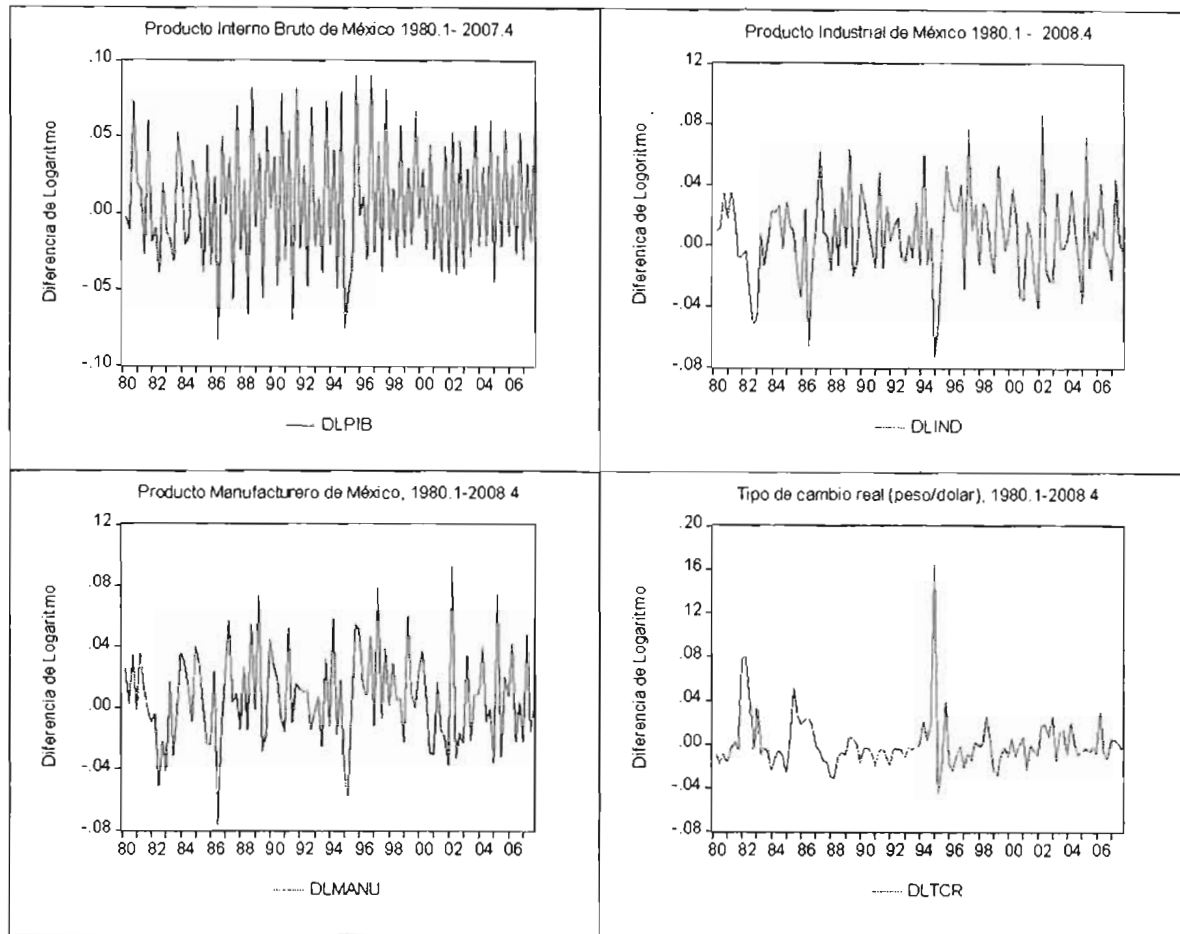 Producto Interno Bruto de México 1980.1- 2007.4
.10
.05
.00
-.05
-.10
Diferencia de Logaritmo
80 82 84 86 88 90 92 94 96 98 00 02 04 06
DLPIB
Producto Industrial de México 1980.1 - 2008.4
.12
.08
.04
.00
-.04
-.08
Diferenica de Logoritmo
80 82 84 86 88 90 92 94 96 98 00 02 04 06
DLIND
Producto Manufacturero de México, 1980.1-2008 4
.12
.08
.04
.00
-.04
-.08
Diferencia de Logaritmo
80 82 84 86 88 90 92 94 96 98 00 02 04 06
DLMANU
Tipo de cambio real (peso/dolar), 1980.1-2008 4
.20
.16
.12
.08
.04
.00
-.04
-.08
Diferencia de Logaritmo
80 82 84 86 88 90 92 94 96 98 00 02 04 06
DLTCR